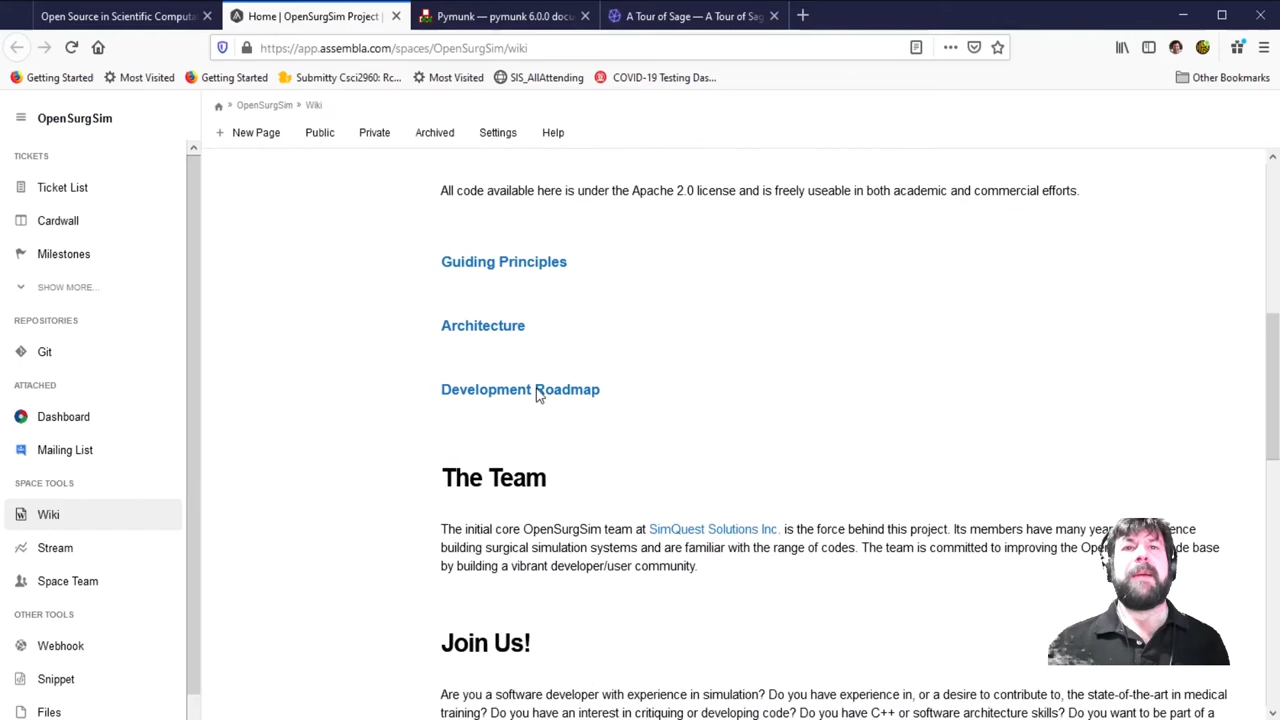 Open Source in Scientific Computa
Home | OpenSurgSim Project |
Pymunk — pymunk 6.0.0 docu
A Tour of Sage — A Tour of Sag
https://app.assembla.com/spaces/OpenSurgSim/wiki
Getting Started
Most Visited
Getting Started
Submitty Csci2960: Rc...
Most Visited
SIS_AllAttending
COVID-19 Testing Das...
Other Bookmarks
OpenSurgSim
TICKETS
Ticket List
Cardwall
Milestones
SHOW MORE...
REPOSITORIES
Git
ATTACHED
Dashboard
Mailing List
SPACE TOOLS
Wiki
Stream
Space Team
OTHER TOOLS
Webhook
Snippet
Files
» OpenSurgSim » Wiki
+ New Page Public Private Archived Settings Help
All code available here is under the Apache 2.0 license and is freely useable in both academic and commercial efforts.
Guiding Principles
Architecture
Development Roadmap
The Team
The initial core OpenSurgSim team at SimQuest Solutions Inc. is the force behind this project. Its members have many
building surgical simulation systems and are familiar with the range of codes. The team is committed to improving the base
by building a vibrant developer/user community.
Join Us!
Are you a software developer with experience in simulation? Do you have experience in, or a desire to contribute to, the state-of-the-art in medical
training? Do you have an interest in critiquing or developing code? Do you have C++ or software architecture skills? Do you want to be part of a